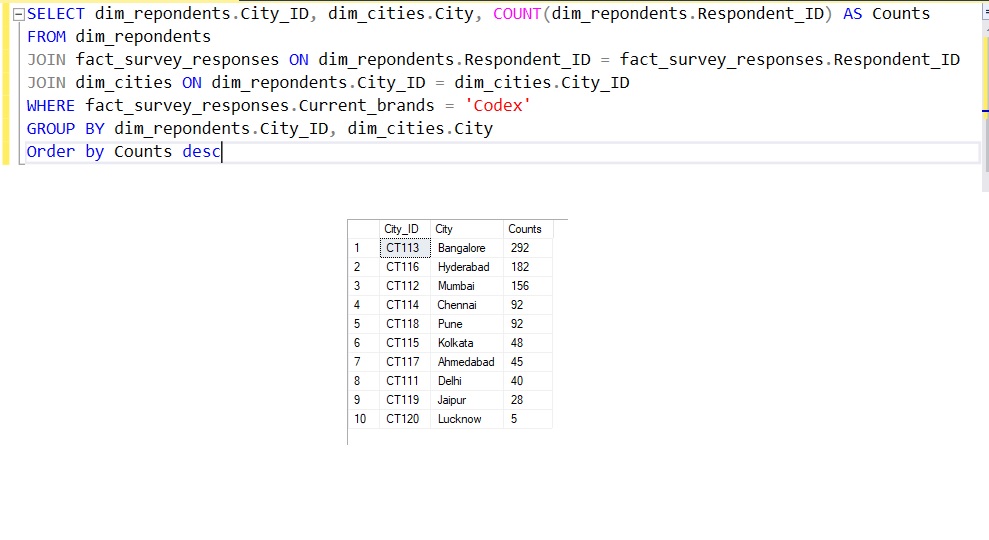 SELECT dim_repondents.City_ID, dim_cities.City, COUNT(dim_repondents.Respondent_ID) AS Counts
FROM dim_repondents
JOIN fact_survey_responses ON dim_repondents.Respondent_ID = fact_survey_responses.Respondent_ID
JOIN dim_cities ON dim_repondents.City_ID = dim_cities.City_ID
WHERE fact_survey_responses.Current_brands = 'Codex'
GROUP BY dim_repondents.City_ID, dim_cities.City
Order by Counts desc
City_ID City Counts
1 CT113 Bangalore 292
2 CT116 Hyderabad 182
3 CT112 Mumbai 156
4 CT114 Chennai 92
5 CT118 Pune 92
6 CT115 Kolkata 48
7 CT117 Ahmedabad 45
8 CT111 Delhi 40
9 CT119 Jaipur 28
10 CT120 Lucknow 5